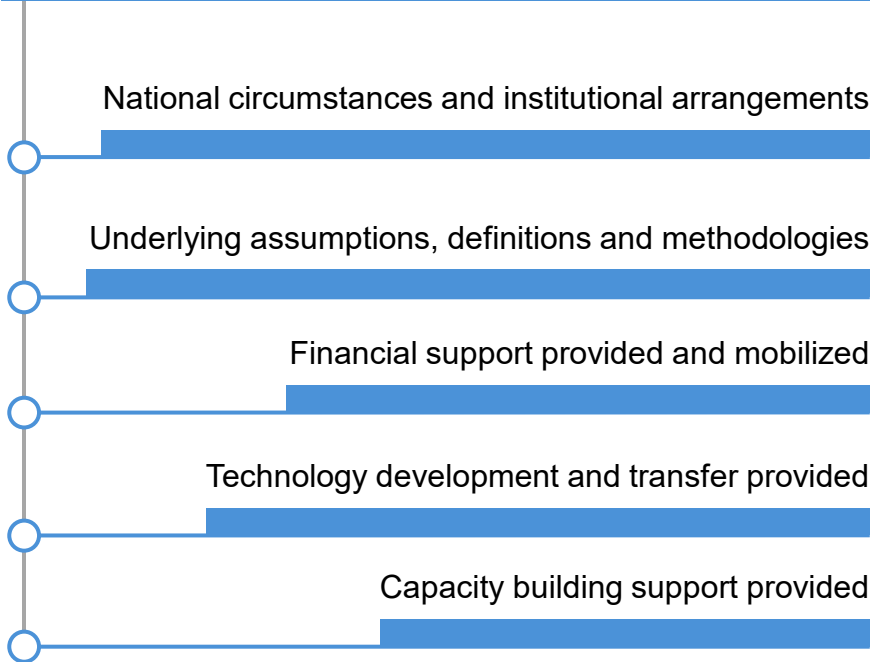 National circumstances and institutional arrangements
Underlying assumptions, definitions and methodologies
Financial support provided and mobilized
Technology development and transfer provided
Capacity building support provided